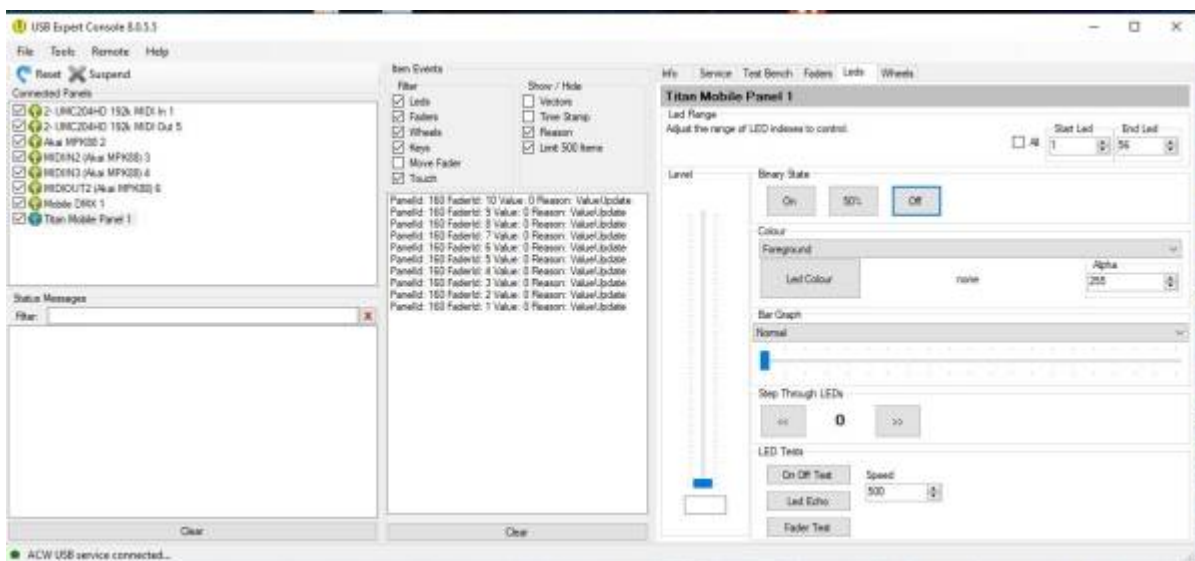 USB Expert Console 8.0.5.5
File Tools Remote Help
Reset Suspend
Connected Panels
2- UMC204HD 192k MIDI In 1
2- UMC204HD 192k MIDI Out 5
Akai MPK88 2
MIDIIN2 (Akai MPK88) 3
MIDIIN3 (Akai MPK88) 4
MIDIOUT2 (Akai MPK88) 6
Mobile DMX 1
Titan Mobile Panel 1
Status Messages
Filter:
Clear
Item Events
Filter
Leds
Faders
Wheels
Keys
Move Fader
Touch
Show / Hide
Vectors
Time Stamp
Reason
Limit 500 Items
PanelId: 160 FaderId: 10 Value: 0 Reason: ValueUpdate
PanelId: 160 FaderId: 9 Value: 0 Reason: ValueUpdate
PanelId: 160 FaderId: 8 Value: 0 Reason: ValueUpdate
PanelId: 160 FaderId: 7 Value: 0 Reason: ValueUpdate
PanelId: 160 FaderId: 6 Value: 0 Reason: ValueUpdate
PanelId: 160 FaderId: 5 Value: 0 Reason: ValueUpdate
PanelId: 160 FaderId: 4 Value: 0 Reason: ValueUpdate
PanelId: 160 FaderId: 3 Value: 0 Reason: ValueUpdate
PanelId: 160 FaderId: 2 Value: 0 Reason: ValueUpdate
PanelId: 160 FaderId: 1 Value: 0 Reason: ValueUpdate
Clear
Info Service Test Bench Faders Leds Wheels
Titan Mobile Panel 1
Led Range
Adjust the range of LED indexes to control.
All
Start Led
1
End Led
56
Level
Binary State
On 50% Off
Colour
Foreground
Led Colour
none
Alpha
255
Bar Graph
Normal
Step Through LEDs
<< 0 >>
LED Tests
On Off Test
Speed
500
Led Echo
Fader Test
ACW USB service connected...